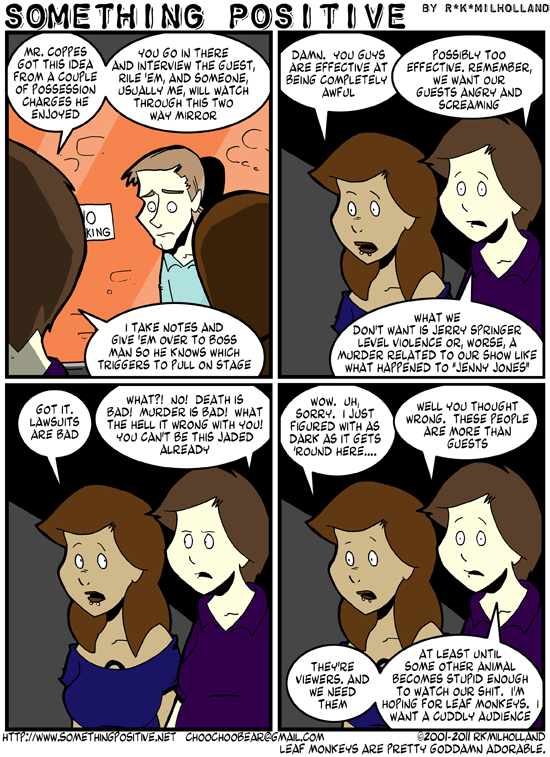 SOMETHING POSITIVE BY R*K*MILHOLLAND
MR. COPPES
GOT THIS IDEA
FROM A COUPLE
OF POSSESSION
CHARGES HE
ENJOYED
YOU GO IN THERE
AND INTERVIEW THE GUEST,
RILE 'EM, AND SOMEONE,
USUALLY ME, WILL WATCH
THROUGH THIS TWO
WAY MIRROR
O
KING
I TAKE NOTES AND
GIVE 'EM OVER TO BOSS
MAN SO HE KNOWS WHICH
TRIGGERS TO PULL ON STAGE
DAMN. YOU GUYS
ARE EFFECTIVE AT
BEING COMPLETELY
AWFUL
POSSIBLY TOO
EFFECTIVE. REMEMBER,
WE WANT OUR
GUESTS ANGRY AND
SCREAMING
WHAT WE
DON'T WANT IS JERRY SPRINGER
LEVEL VIOLENCE OR, WORSE, A
MURDER RELATED TO OUR SHOW LIKE
WHAT HAPPENED TO "JENNY JONES"
GOT IT.
LAWSUITS
ARE BAD
WHAT?! NO! DEATH IS
BAD! MURDER IS BAD! WHAT
THE HELL IT WRONG WITH YOU!
YOU CAN'T BE THIS JADED
ALREADY
WOW. UH,
SORRY. I JUST
FIGURED WITH AS
DARK AS IT GETS
'ROUND HERE....
WELL YOU THOUGHT
WRONG. THESE PEOPLE
ARE MORE THAN
GUESTS
THEY'RE
VIEWERS. AND
WE NEED
THEM
AT LEAST UNTIL
SOME OTHER ANIMAL
BECOMES STUPID ENOUGH
TO WATCH OUR SHIT. I'M
HOPING FOR LEAF MONKEYS. I
WANT A CUDDLY AUDIENCE
HTTP://WWW.SOMETHINGPOSITIVE.NET CHOOCHOOBEAR@GMAIL.COM ©2001-2011 RKMILHOLLAND
LEAF MONKEYS ARE PRETTY GODDAMN ADORABLE.